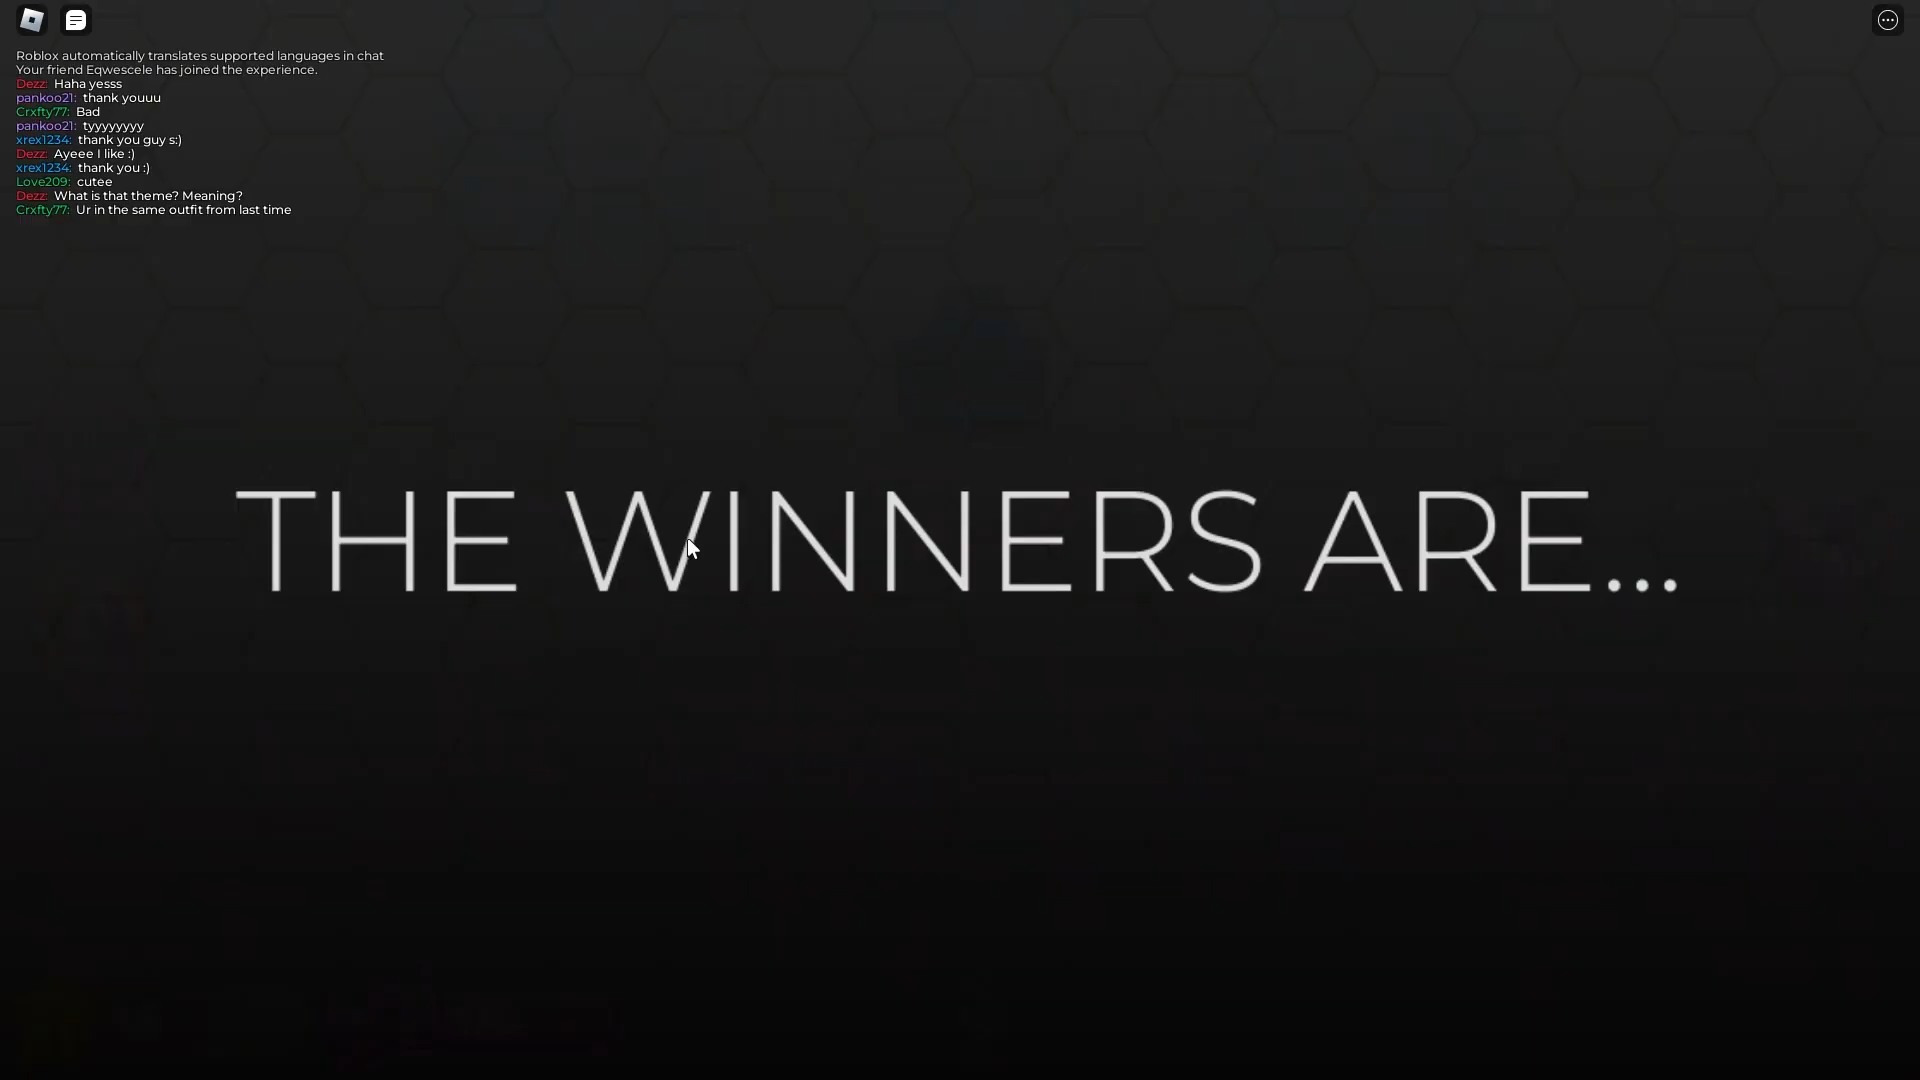 Roblox automatically translates supported languages in chat
Your friend Eqwescele has joined the experience.
Dezz: Haha yesss
pankoo21: thank youuu
Crxfty77: Bad
pankoo21: tyyyyyyyy
xrex1234: thank you guy s:)
Dezz: Ayeee I like :)
xrex1234: thank you :)
Love209: cutee
Dezz: What is that theme? Meaning?
Crxfty77: Ur in the same outfit from last time
THE WINNERS ARE...